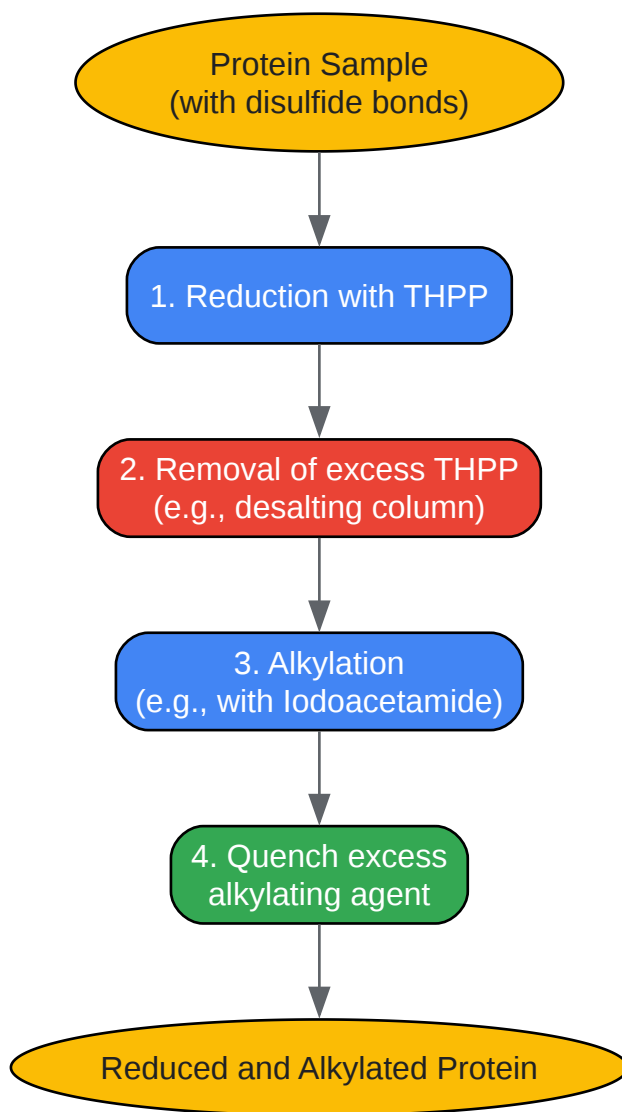 Protein Sample
(with disulfide bonds)
1. Reduction with THPP
2. Removal of excess THPP
(e.g., desalting column)
3. Alkylation
(e.g., with Iodoacetamide)
4. Quench excess
alkylating agent
Reduced and Alkylated Protein